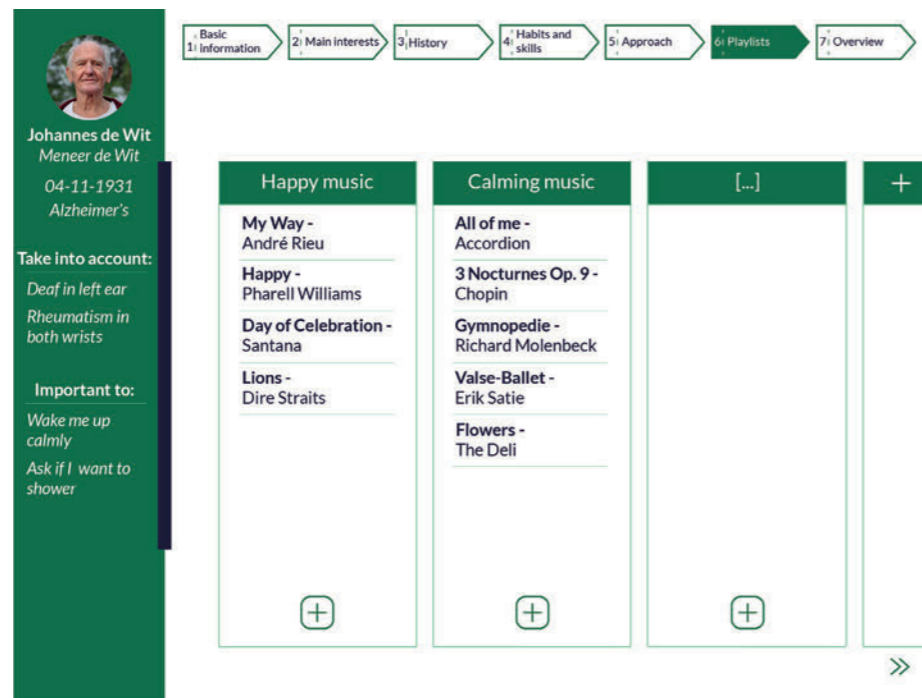 Johannes de Wit
Meneer de Wit
04-11-1931
Alzheimer's
Take into account:
Deaf in left ear
Rheumatism in
both wrists
Important to:
Wake me up
calmly
Ask if I want to
shower
1 Basic
information
2 Main interests
3 History
4 Habits and
skills
5 Approach
6 Playlists
7 Overview
Happy music
My Way -
André Rieu
Happy -
Pharell Williams
Day of Celebration -
Santana
Lions -
Dire Straits
+
Calming music
All of me -
Accordion
3 Nocturnes Op. 9 -
Chopin
Gymnopedie -
Richard Molenbeck
Valse-Ballet -
Erik Satie
Flowers -
The Deli
+
[...]
+
+
»